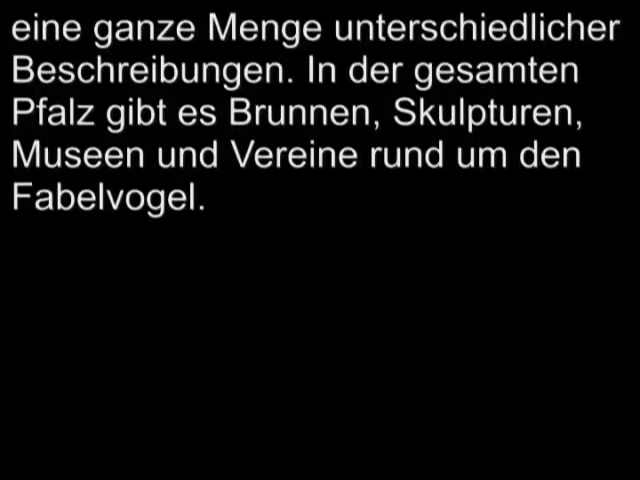 eine ganze Menge unterschiedlicher
Beschreibungen. In der gesamten
Pfalz gibt es Brunnen, Skulpturen,
Museen und Vereine rund um den
Fabelvogel.